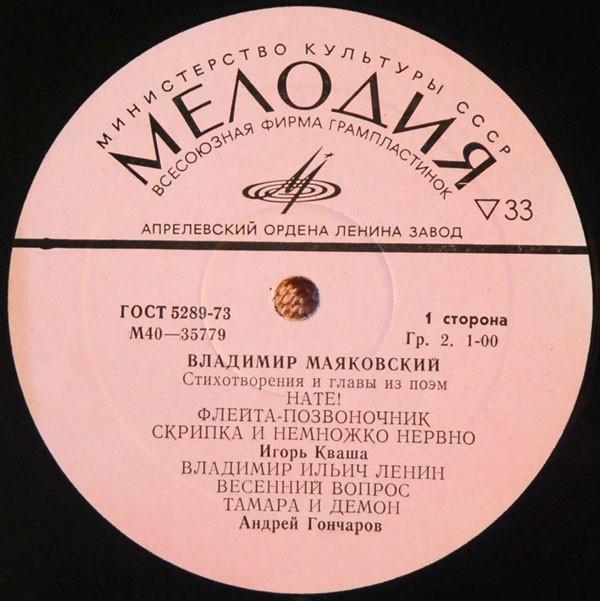 МИНИСТЕРСТВО КУЛЬТУРЫ СССР
МЕЛОДИЯ
ВСЕСОЮЗНАЯ ФИРМА ГРАМПЛАСТИНОК
▽33
АПРЕЛЕВСКИЙ ОРДЕНА ЛЕНИНА ЗАВОД
ГОСТ 5289-73
М40—35779
1 сторона
Гр. 2. 1-00
ВЛАДИМИР МАЯКОВСКИЙ
Стихотворения и главы из поэм
НАТЕ!
ФЛЕЙТА-ПОЗВОНОЧНИК
СКРИПКА И НЕМНОЖКО НЕРВНО
Игорь Кваша
ВЛАДИМИР ИЛЬИЧ ЛЕНИН
ВЕСЕННИЙ ВОПРОС
ТАМАРА И ДЕМОН
Андрей Гончаров